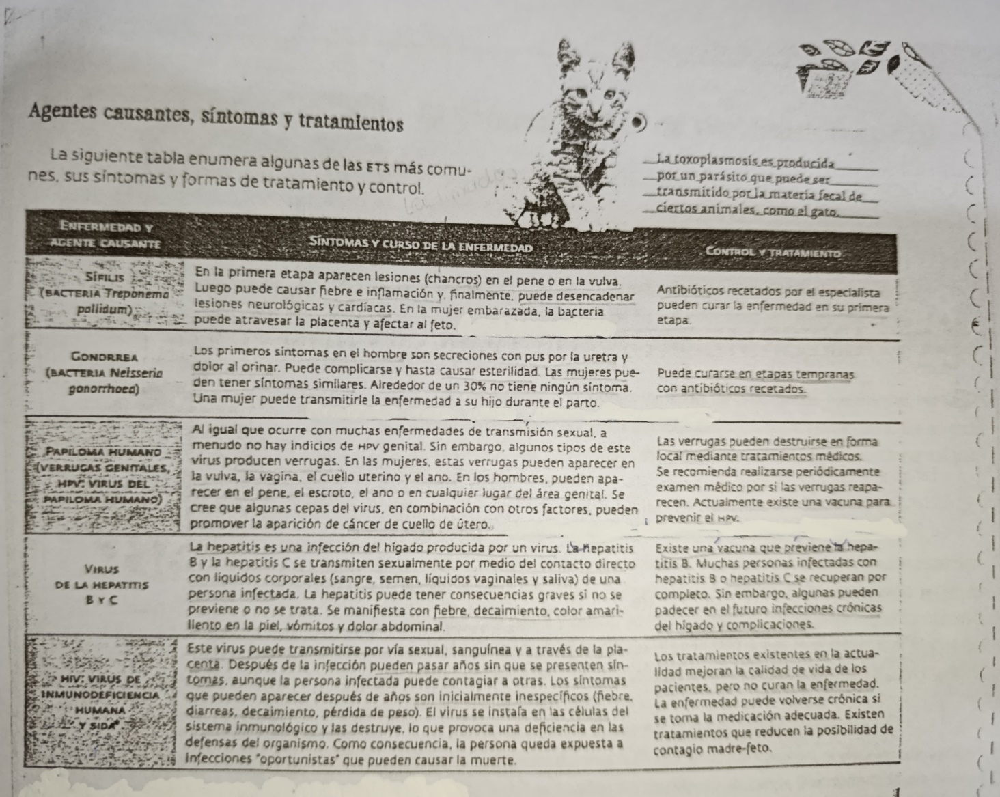 Agentes causantes, síntomas y tratamientos
La siguiente tabla enumera algunas de las ETS más comu-
nes, sus síntomas y formas de tratamiento y control.
La toxoplasmosis es producida
por un parásito que puede ser
transmitido por la materia fecal de
ciertos animales, como el gato.
ENFERMEDAD Y
AGENTE CAUSANTE
SÍNTOMAS Y CURSO DE LA ENFERMEDAD
CONTROL Y TRATAMIENTO
SÍFILIS
(BACTERIA Treponema
pallidum)
En la primera etapa aparecen lesiones (chancros) en el pene o en la vulva.
Luego puede causar fiebre e inflamación y, finalmente, puede desencadenar
lesiones neurológicas y cardíacas. En la mujer embarazada, la bacteria
puede atravesar la placenta y afectar al feto.
Antibióticos recetados por el especialista
pueden curar la enfermedad en su primera
etapa.
GONORREA
(BACTERIA Neisseria
gonorrhoea)
Los primeros síntomas en el hombre son secreciones con pus por la uretra y
dolor al orinar. Puede complicarse y hasta causar esterilidad. Las mujeres pue-
den tener síntomas similares. Alrededor de un 30% no tiene ningún síntoma.
Una mujer puede transmitirle la enfermedad a su hijo durante el parto.
Puede curarse en etapas tempranas
con antibióticos recetados.
PAPILOMA HUMANO
(VERRUGAS GENITALES,
HPV: VIRUS DEL
PAPILOMA HUMANO)
Al igual que ocurre con muchas enfermedades de transmisión sexual, a
menudo no hay indicios de HPV genital. Sin embargo, algunos tipos de este
virus producen verrugas. En las mujeres, estas verrugas pueden aparecer en
la vulva, la vagina, el cuello uterino y el ano. En los hombres, pueden apa-
recer en el pene, el escroto, el ano o en cualquier lugar del área genital. Se
cree que algunas cepas del virus, en combinación con otros factores, pueden
promover la aparición de cáncer de cuello de útero.
Las verrugas pueden destruirse en forma
local mediante tratamientos médicos.
Se recomienda realizarse periódicamente
examen médico por si las verrugas reapa-
recen. Actualmente existe una vacuna para
prevenir el HPV.
VIRUS
DE LA HEPATITIS
B Y C
La hepatitis es una infección del hígado producida por un virus. La hepatitis
B y la hepatitis C se transmiten sexualmente por medio del contacto directo
con líquidos corporales (sangre, semen, líquidos vaginales y saliva) de una
persona infectada. La hepatitis puede tener consecuencias graves si no se
previene o no se trata. Se manifiesta con fiebre, decaimiento, color amari-
llento en la piel, vómitos y dolor abdominal.
Existe una vacuna que previene la hepa-
titis B. Muchas personas infectadas con
hepatitis B o hepatitis C se recuperan por
completo. Sin embargo, algunas pueden
padecer en el futuro infecciones crónicas
del hígado y complicaciones.
HIV: VIRUS DE
INMUNODEFICIENCIA
HUMANA
Y SIDA
Este virus puede transmitirse por vía sexual, sanguínea y a través de la pla-
centa. Después de la infección pueden pasar años sin que se presenten sín-
tomas, aunque la persona infectada puede contagiar a otras. Los síntomas
que pueden aparecer después de años son inicialmente inespecíficos (fiebre,
diarreas, decaimiento, pérdida de peso). El virus se instala en las células del
sistema inmunológico y las destruye, lo que provoca una deficiencia en las
defensas del organismo. Como consecuencia, la persona queda expuesta a
infecciones "oportunistas" que pueden causar la muerte.
Los tratamientos existentes en la actua-
lidad mejoran la calidad de vida de los
pacientes, pero no curan la enfermedad.
La enfermedad puede volverse crónica si
se toma la medicación adecuada. Existen
tratamientos que reducen la posibilidad de
contagio madre-feto.